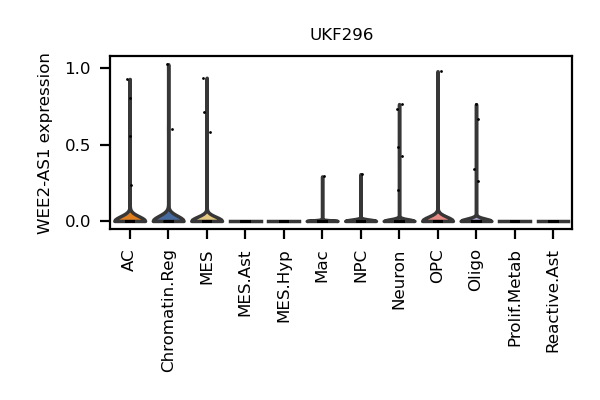 UKF296
WEE2-AS1 expression
1.0
0.5
0.0
AC
Chromatin.Reg
MES
MES.Ast
MES.Hyp
Mac
NPC
Neuron
OPC
Oligo
Prolif.Metab
Reactive.Ast